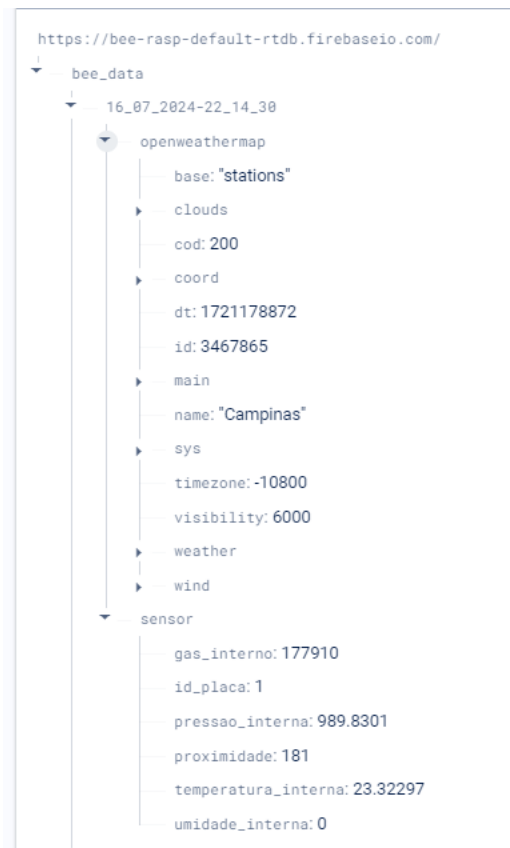 https://bee-rasp-default-rtdb.firebaseio.com/
bee_data
16_07_2024-22_14_30
openweathermap
base: "stations"
clouds
cod: 200
coord
dt: 1721178872
id: 3467865
main
name: "Campinas"
sys
timezone: -10800
visibility: 6000
weather
wind
sensor
gas_interno: 177910
id_placa: 1
pressao_interna: 989.8301
proximidade: 181
temperatura_interna: 23.32297
umidade_interna: 0